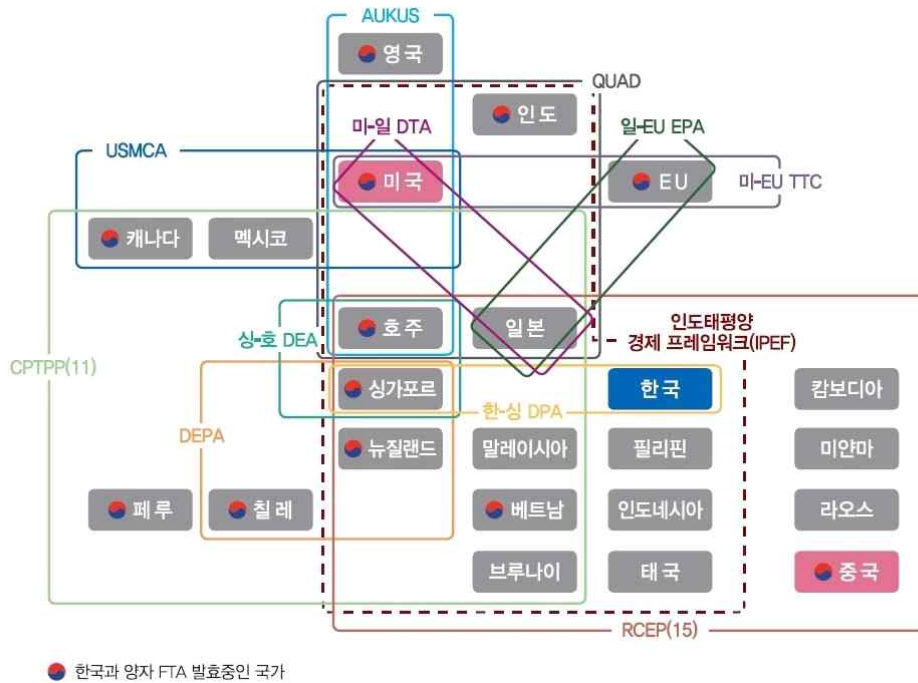 AUKUS
영국
QUAD
인도
미-일 DTA
일-EU EPA
USMCA
미국
EU
미-EU TTC
캐나다
멕시코
호주
일본
인도태평양
경제 프레임워크(IPEF)
싱-호 DEA
CPTPP(11)
싱가포르
한국
캄보디아
한-싱 DPA
DEPA
뉴질랜드
말레이시아
필리핀
미얀마
페루
칠레
베트남
인도네시아
라오스
브루나이
태국
중국
RCEP(15)
한국과 양자 FTA 발효중인 국가